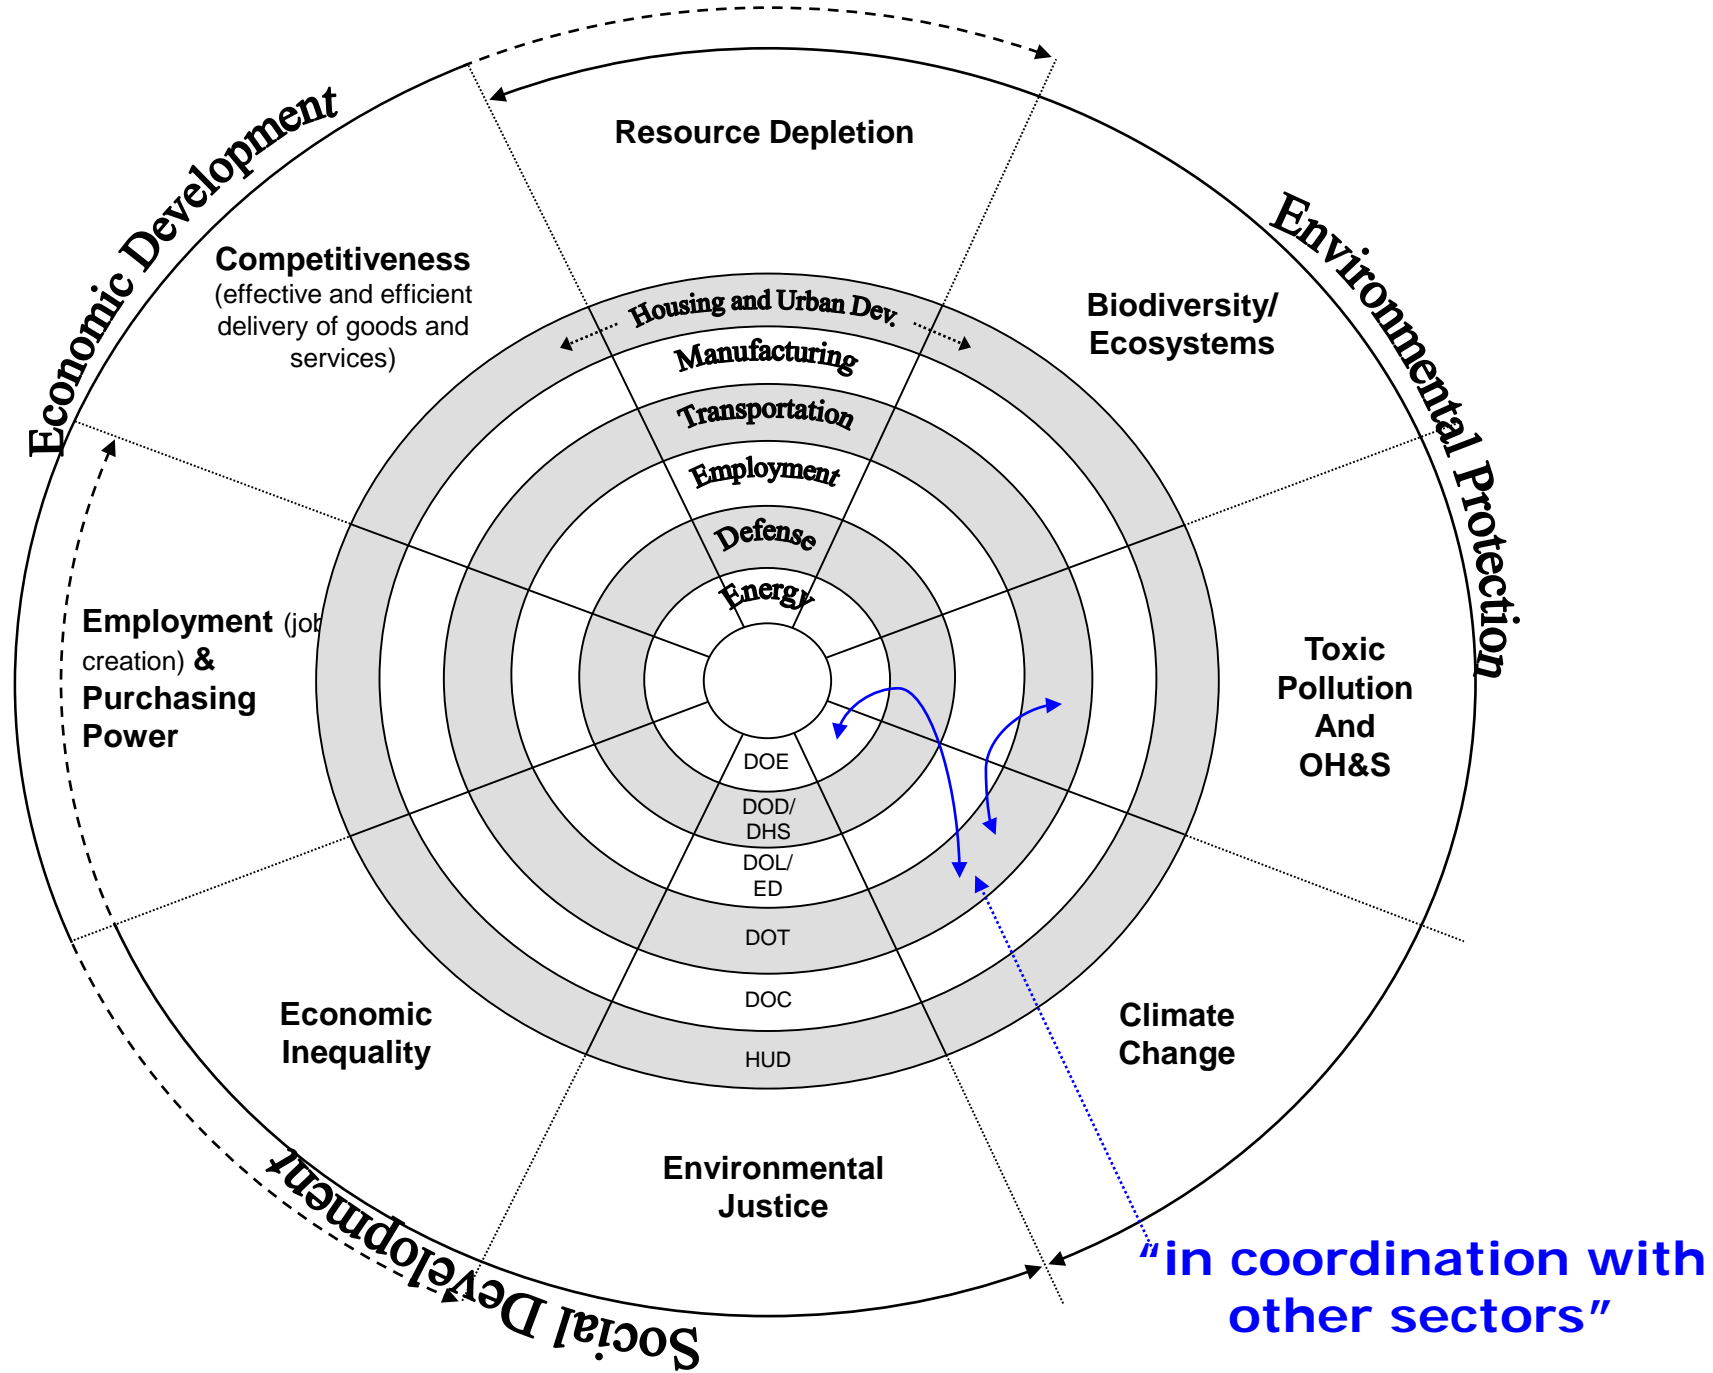 Economic Development
Resource Depletion
Environmental Protection
Competitiveness
(effective and efficient
delivery of goods and
services)
Biodiversity/
Ecosystems
Housing and Urban Dev.
Manufacturing
Transportation
Employment
Defense
Energy
Employment (job
creation) &
Purchasing
Power
Toxic
Pollution
And
OH&S
DOE
DOD/
DHS
DOL/
ED
DOT
DOC
HUD
Economic
Inequality
Climate
Change
Environmental
Justice
Social Development
“in coordination with
other sectors”